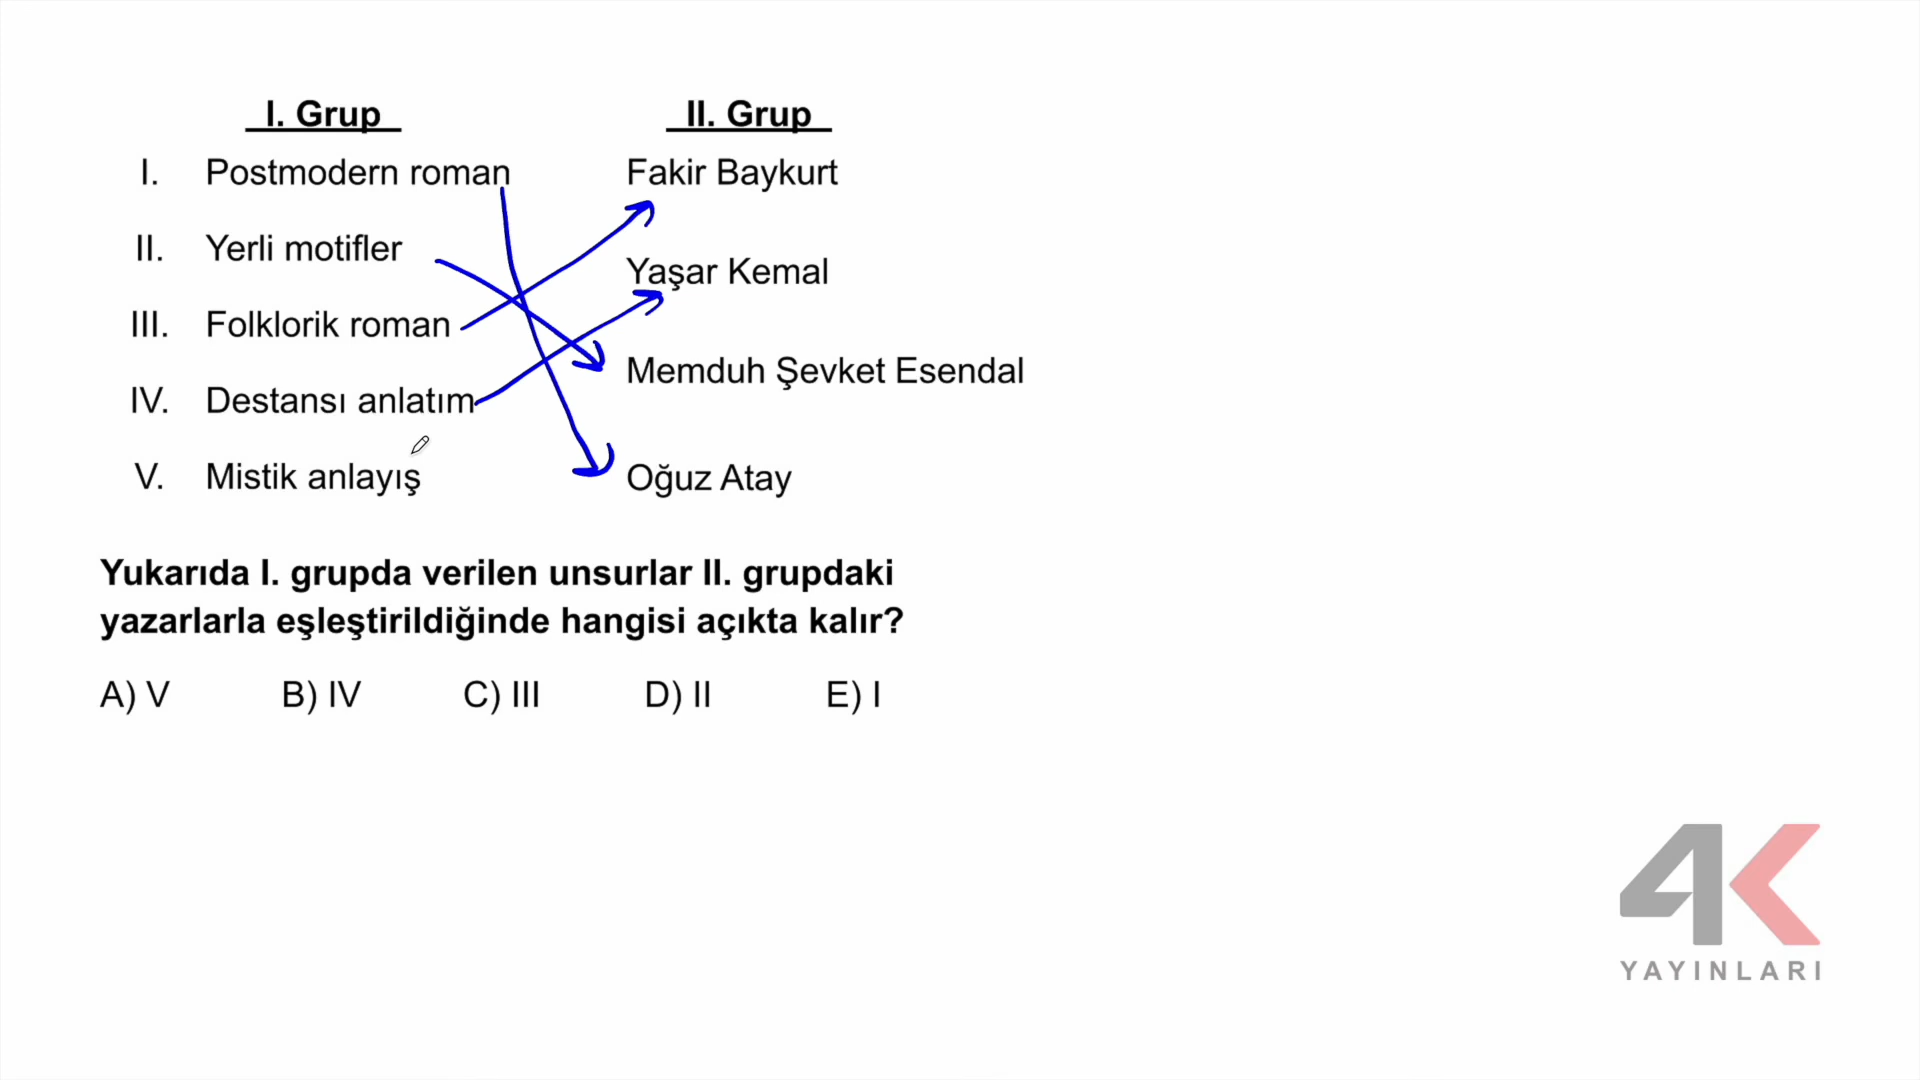 I. Grup II. Grup
I. Postmodern roman Fakir Baykurt
II. Yerli motifler
Yaşar Kemal
III. Folklorik roman
Memduh Şevket Esendal
IV. Destansı anlatım
V. Mistik anlayış Oğuz Atay
Yukarıda I. grupda verilen unsurlar II. grupdaki
yazarlarla eşleştirildiğinde hangisi açıkta kalır?
A) V B) IV C) III D) II E) I
4K
YAYINLARI